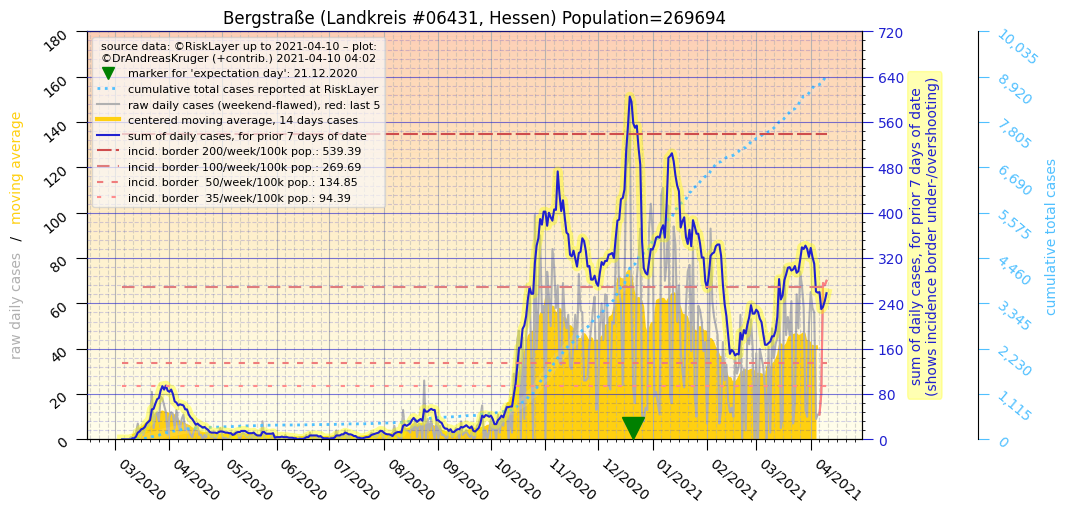 Bergstraße (Landkreis #06431, Hessen) Population=269694
source data: ©RiskLayer up to 2021-04-10 – plot:
©DrAndreasKruger (+contrib.) 2021-04-10 04:02
marker for 'expectation day': 21.12.2020
cumulative total cases reported at RiskLayer
raw daily cases (weekend-flawed), red: last 5
centered moving average, 14 days cases
sum of daily cases, for prior 7 days of date
incid. border 200/week/100k pop.: 539.39
incid. border 100/week/100k pop.: 269.69
incid. border  50/week/100k pop.: 134.85
incid. border  35/week/100k pop.: 94.39
raw daily cases / moving average
180
160
140
120
100
80
60
40
20
0
03/2020
04/2020
05/2020
06/2020
07/2020
08/2020
09/2020
10/2020
11/2020
12/2020
01/2021
02/2021
03/2021
04/2021
720
640
560
480
400
320
240
160
80
0
sum of daily cases, for prior 7 days of date
(shows incidence border under-/overshooting)
10,035
8,920
7,805
6,690
5,575
4,460
3,345
2,230
1,115
0
cumulative total cases